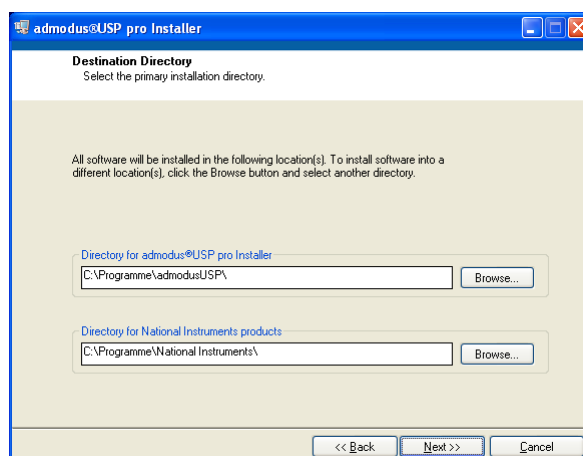 admodus®USP pro Installer
Destination Directory
Select the primary installation directory.
All software will be installed in the following location(s). To install software into a
different location(s), click the Browse button and select another directory.
Directory for admodus®USP pro Installer
C:\Programme\admodusUSP\
Browse...
Directory for National Instruments products
C:\Programme\National Instruments\
Browse...
<< Back
Next >>
Cancel